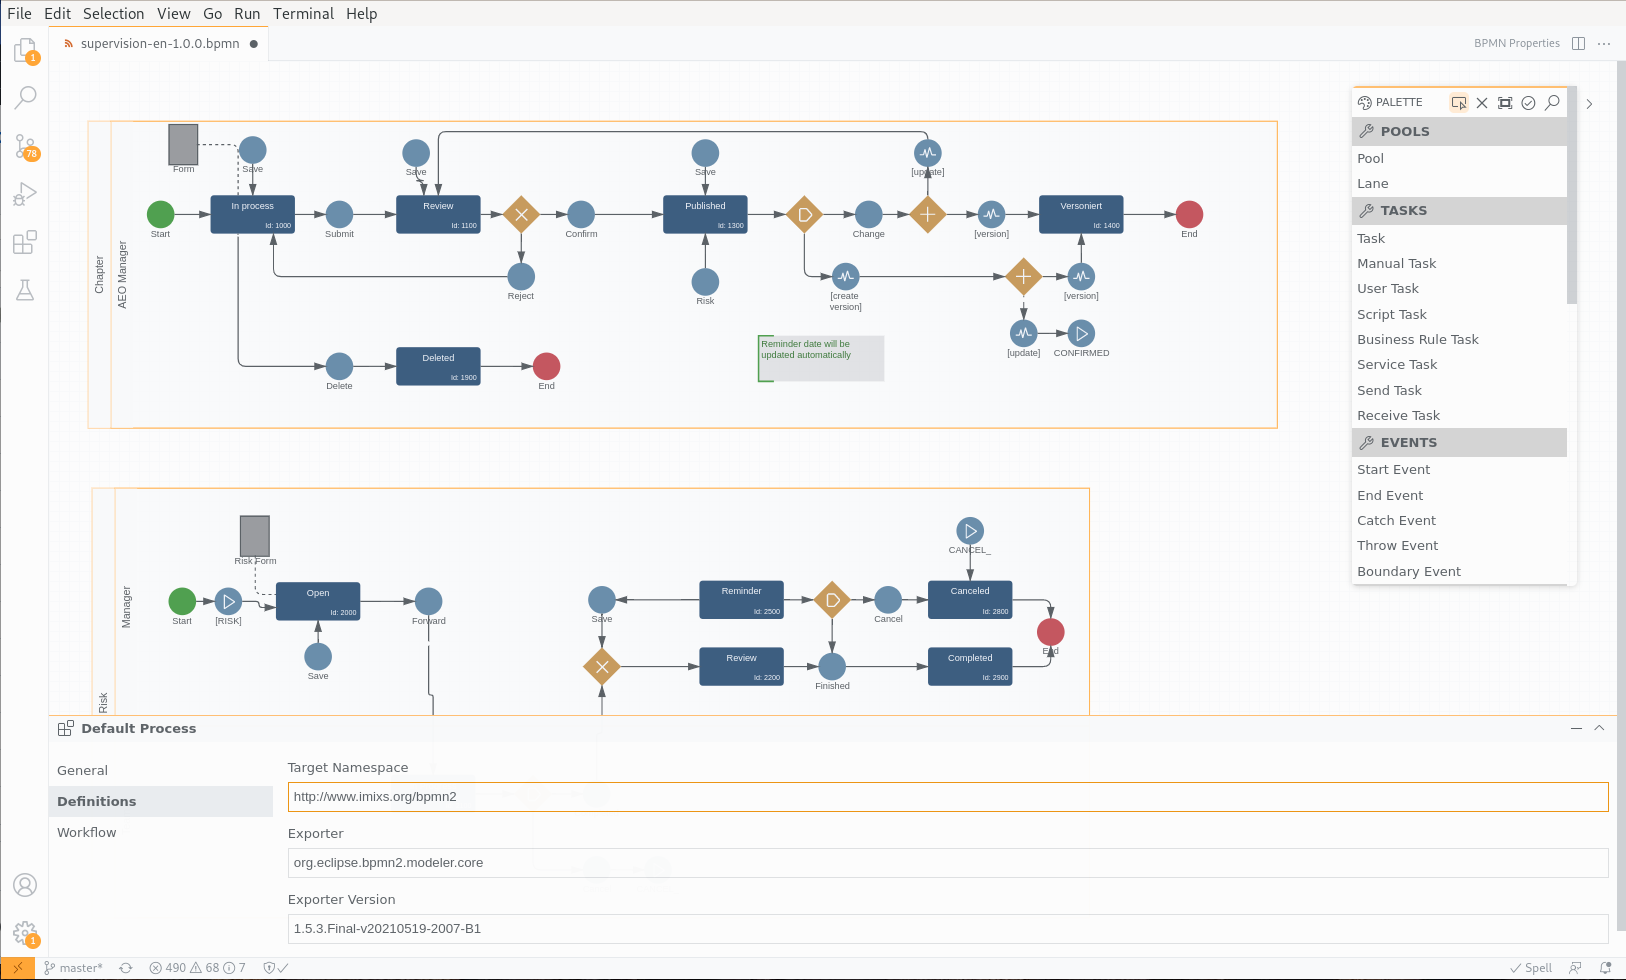 File Edit Selection View Go Run Terminal Help
supervision-en-1.0.0.bpmn
BPMN Properties
1
78
Chapter
AEO Manager
Form
Save
Save
Save
[update]
Start
In process
Id: 1000
Submit
Review
Id: 1100
Confirm
Published
Id: 1300
Change
[version]
Versoniert
Id: 1400
End
Reject
Risk
[create
version]
[version]
[update]
CONFIRMED
Delete
Deleted
Id: 1900
End
Reminder date will be
updated automatically
Risk
Manager
Risk Form
CANCEL_
Start
[RISK]
Open
Id: 2000
Forward
Save
Save
Reminder
Id: 2500
Cancel
Canceled
Id: 2800
End
Review
Id: 2200
Finished
Completed
Id: 2900
PALETTE
POOLS
Pool
Lane
TASKS
Task
Manual Task
User Task
Script Task
Business Rule Task
Service Task
Send Task
Receive Task
EVENTS
Start Event
End Event
Catch Event
Throw Event
Boundary Event
Default Process
General
Definitions
Workflow
Target Namespace
http://www.imixs.org/bpmn2
Exporter
org.eclipse.bpmn2.modeler.core
Exporter Version
1.5.3.Final-v20210519-2007-B1
1
master* 490 68 7 Spell